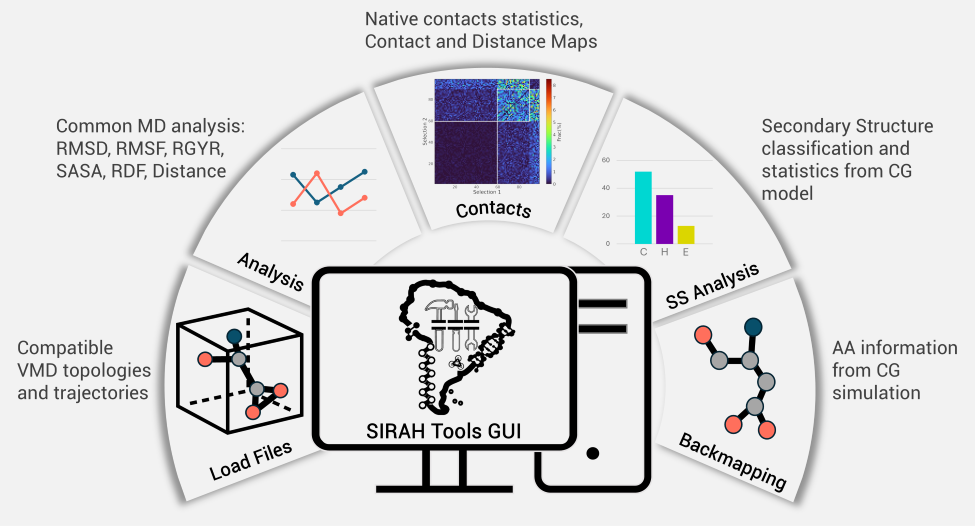 Native contacts statistics,
Contact and Distance Maps
Common MD analysis:
RMSD, RMSF, RGYR,
SASA, RDF, Distance
Secondary Structure
classification and
statistics from CG
model
Selection 2
Selection 1
Contacts
60
40
20
0
C H E
Analysis
SS Analysis
Compatible
VMD topologies
and trajectories
AA information
from CG
simulation
SIRAH Tools GUI
Load Files
Backmapping